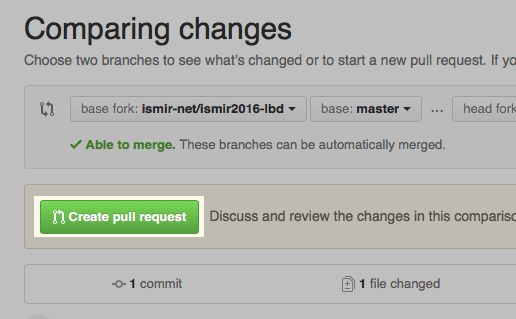 Comparing changes
Choose two branches to see what's changed or to start a new pull request. If
base fork: ismir-net/ismir2016-lbd base: master ... head fork
Able to merge. These branches can be automatically merged.
Create pull request Discuss and review the changes in this
1 commit 1 file changed